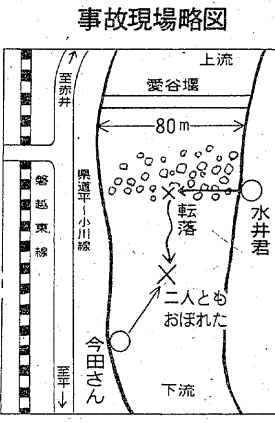 事故現場略図
上流
愛谷堰
80m
至赤井
県道平〜小川線
磐越東線
至平
転落
水井君
二人とも
おぼれた
今田さん
下流